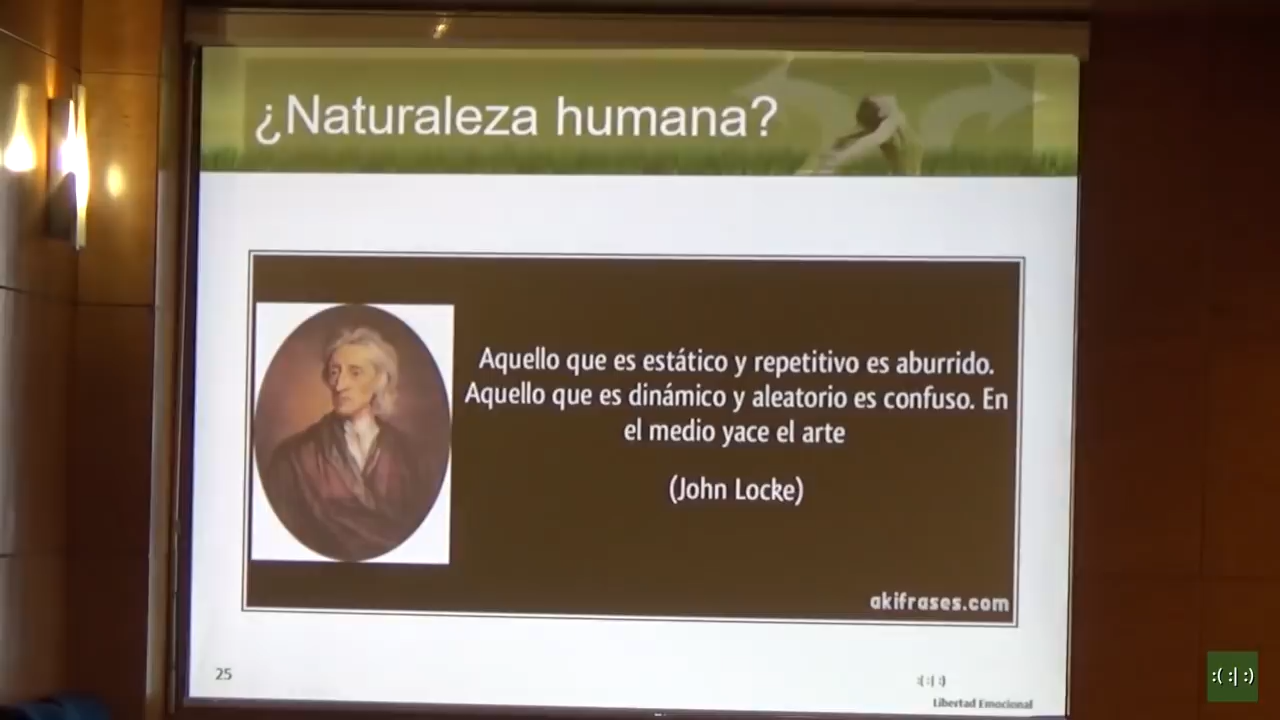 ¿Naturaleza humana?
Aquello que es estático y repetitivo es aburrido.
Aquello que es dinámico y aleatorio es confuso. En
el medio yace el arte
(John Locke)
akifrases.com
25
:( :| :)
Libertad Emocional
:( :| :)